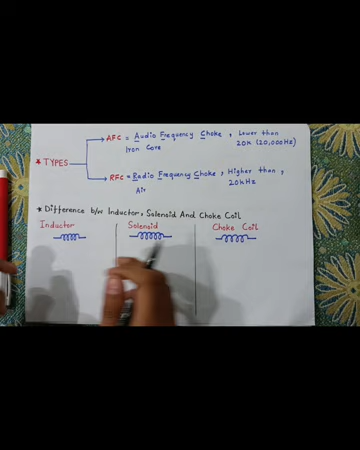 AFC = Audio Frequency Choke, Lower than
Iron Core 20K (20,000Hz)
* TYPES
RFC = Radio Frequency Choke, Higher than,
Air 20kHz
* Difference b/w Inductor, Solenoid And Choke Coil
Inductor Solenoid Choke Coil